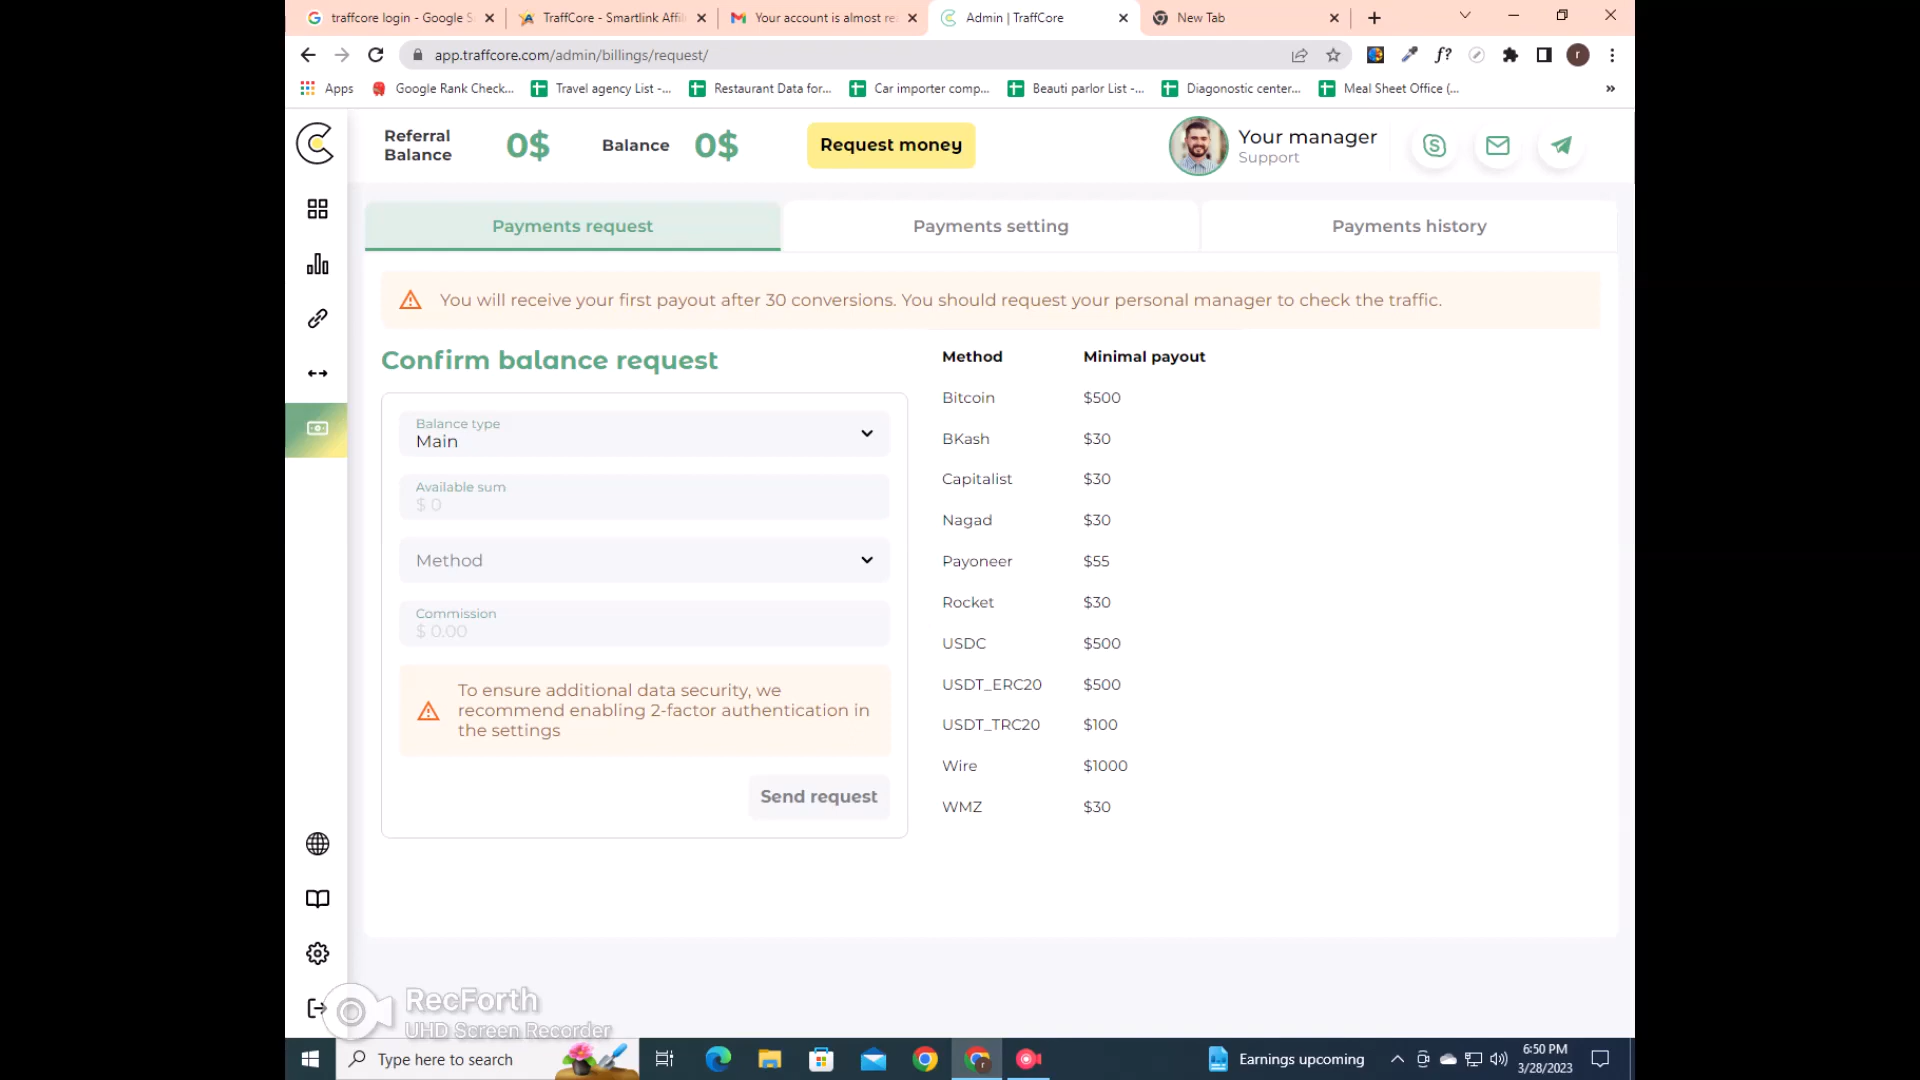 traffcore login - Google S
TraffCore - Smartlink Affili
Your account is almost re
Admin | TraffCore
New Tab
app.traffcore.com/admin/billings/request/
f?
r
Apps
Google Rank Check...
Travel agency List -...
Restaurant Data for...
Car importer comp...
Beauti parlor List -...
Diagonostic center...
Meal Sheet Office (...
»
Referral
Balance
0$
Balance
0$
Request money
Your manager
Support
Payments request
Payments setting
Payments history
You will receive your first payout after 30 conversions. You should request your personal manager to check the traffic.
Confirm balance request
Balance type
Main
Available sum
$ 0
Method
Commission
$ 0.00
To ensure additional data security, we
recommend enabling 2-factor authentication in
the settings
Send request
Method Minimal payout
Bitcoin $500
BKash $30
Capitalist $30
Nagad $30
Payoneer $55
Rocket $30
USDC $500
USDT_ERC20 $500
USDT_TRC20 $100
Wire $1000
WMZ $30
RecForth
UHD Screen Recorder
Type here to search
Earnings upcoming
6:50 PM
3/28/2023